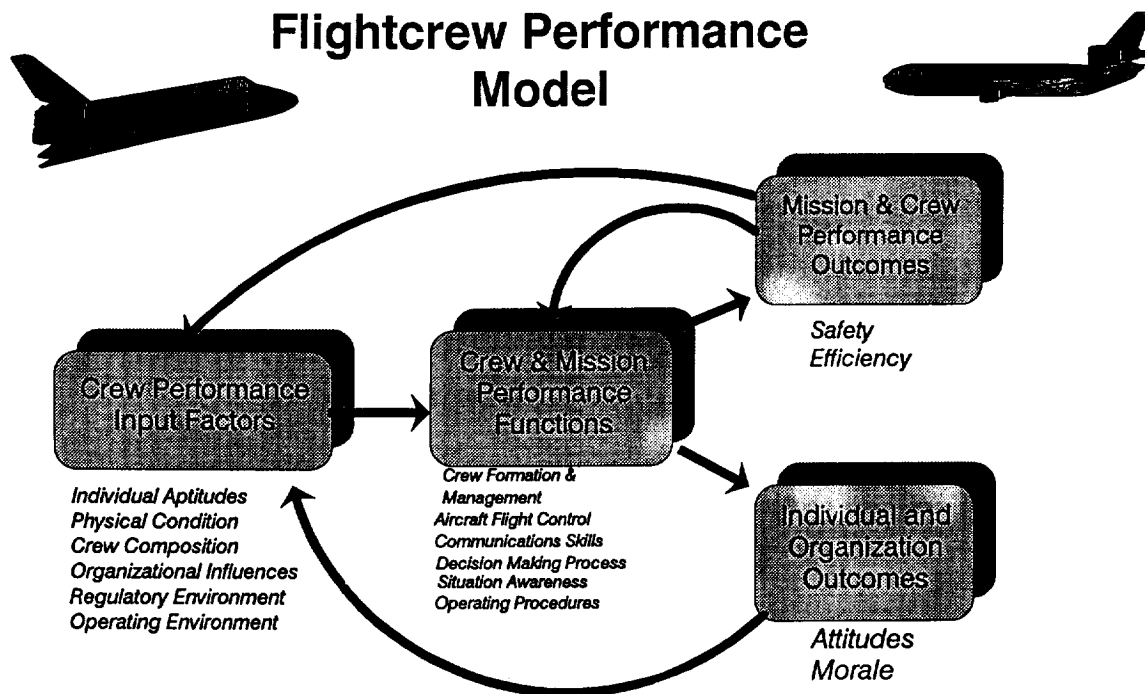 Flightcrew Performance
Model
Mission & Crew
Performance
Outcomes
Safety
Efficiency
Crew Performance
Input Factors
Individual Aptitudes
Physical Condition
Crew Composition
Organizational Influences
Regulatory Environment
Operating Environment
Crew & Mission
Performance
Functions
Crew Formation &
Management
Aircraft Flight Control
Communications Skills
Decision Making Process
Situation Awareness
Operating Procedures
Individual and
Organization
Outcomes
Attitudes
Morale